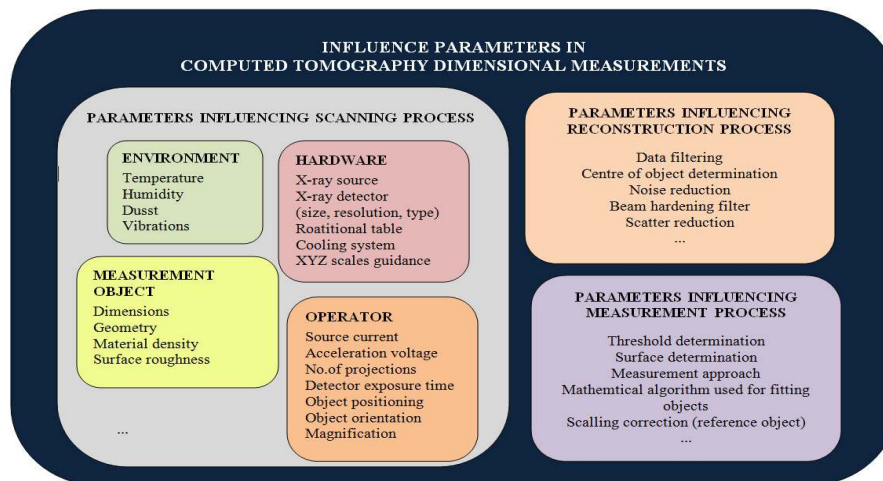 INFLUENCE PARAMETERS IN
COMPUTED TOMOGRAPHY DIMENSIONAL MEASUREMENTS
PARAMETERS INFLUENCING SCANNING PROCESS
ENVIRONMENT
Temperature
Humidity
Dusst
Vibrations
HARDWARE
X-ray source
X-ray detector
(size, resolution, type)
Roatitional table
Cooling system
XYZ scales guidance
MEASUREMENT
OBJECT
Dimensions
Geometry
Material density
Surface roughness
OPERATOR
Source current
Acceleration voltage
No.of projections
Detector exposure time
Object positioning
Object orientation
Magnification
...
PARAMETERS INFLUENCING
RECONSTRUCTION PROCESS
Data filtering
Centre of object determination
Noise reduction
Beam hardening filter
Scatter reduction
...
PARAMETERS INFLUENCING
MEASUREMENT PROCESS
Threshold determination
Surface determination
Measurement approach
Mathemtical algorithm used for fitting
objects
Scalling correction (reference object)
...